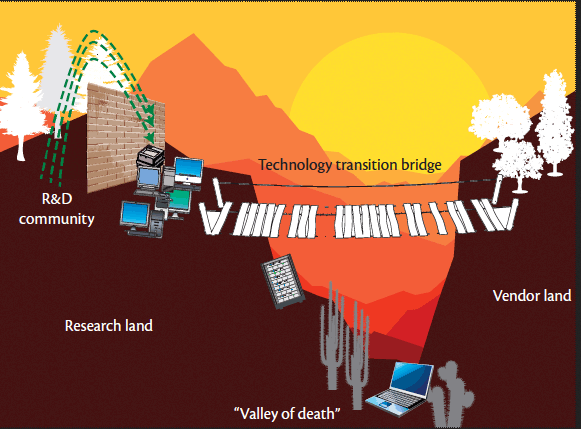 Technology transition bridge
R&D
community
Vendor land
Research land
“Valley of death”